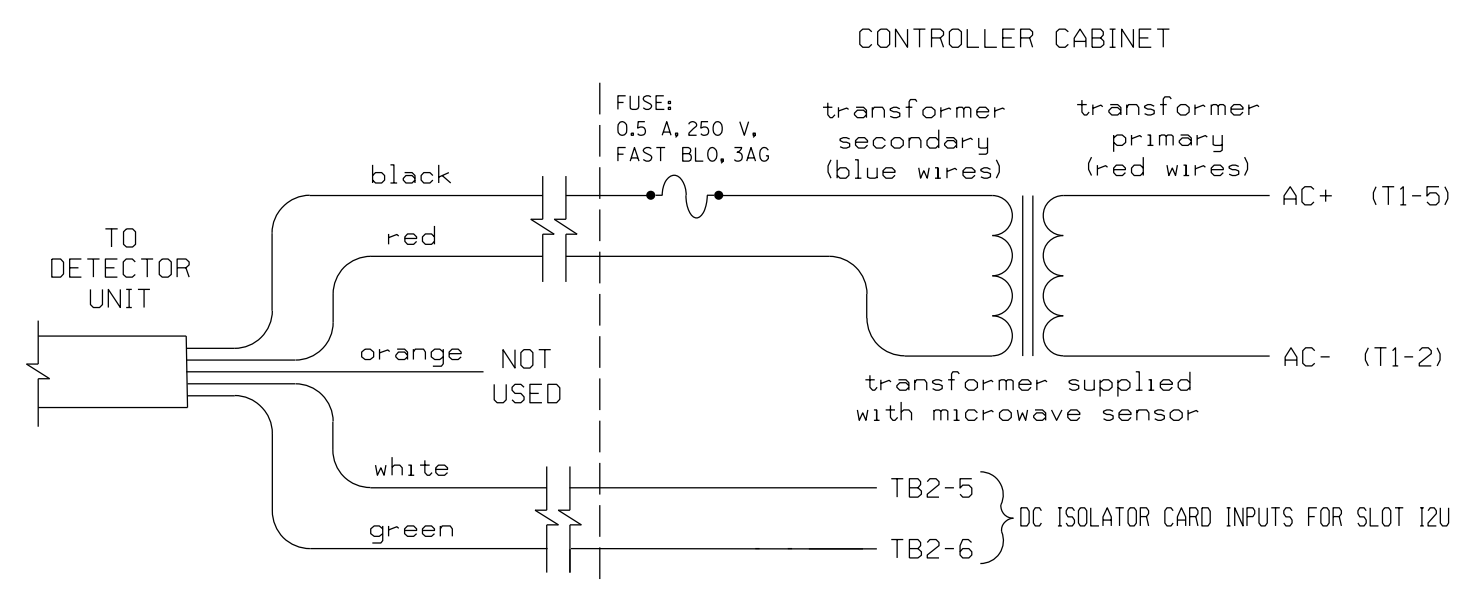 CONTROLLER CABINET
FUSE:
0.5 A, 250 V,
FAST BLO, 3AG
transformer
secondary
(blue wires)
transformer
primary
(red wires)
black
AC+ (T1-5)
red
TO
DETECTOR
UNIT
orange
NOT
USED
AC- (T1-2)
transformer supplied
with microwave sensor
white
TB2-5
DC ISOLATOR CARD INPUTS FOR SLOT I2U
green
TB2-6